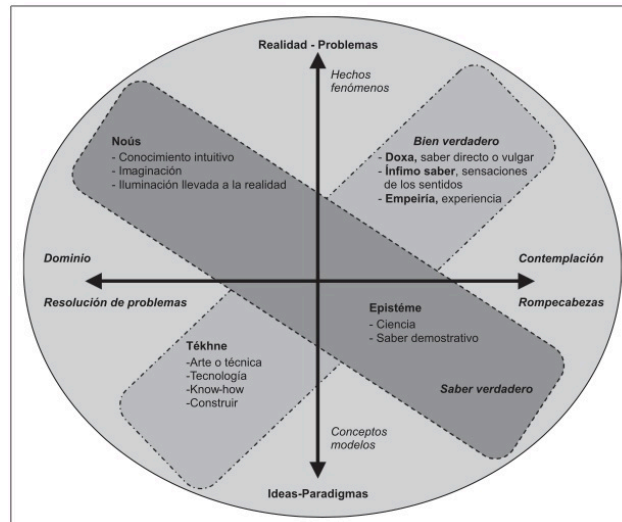 Realidad - Problemas
Hechos
fenómenos
Noús
- Conocimiento intuitivo
- Imaginación
- Iluminación llevada a la realidad
Bien verdadero
- Doxa, saber directo o vulgar
- Ínfimo saber, sensaciones
de los sentidos
- Empeiría, experiencia
Dominio
Resolución de problemas
Contemplación
Rompecabezas
Epistéme
- Ciencia
- Saber demostrativo
Tékhne
-Arte o técnica
-Tecnología
-Know-how
-Construir
Saber verdadero
Conceptos
modelos
Ideas-Paradigmas